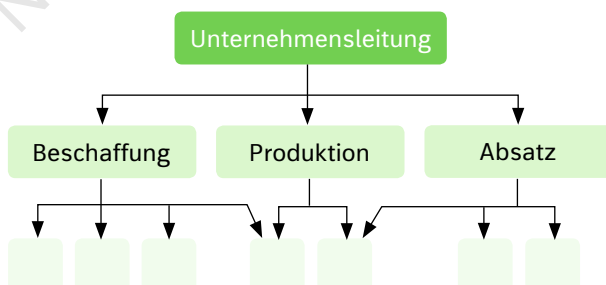 Unternehmensleitung
Beschaffung
Produktion
Absatz